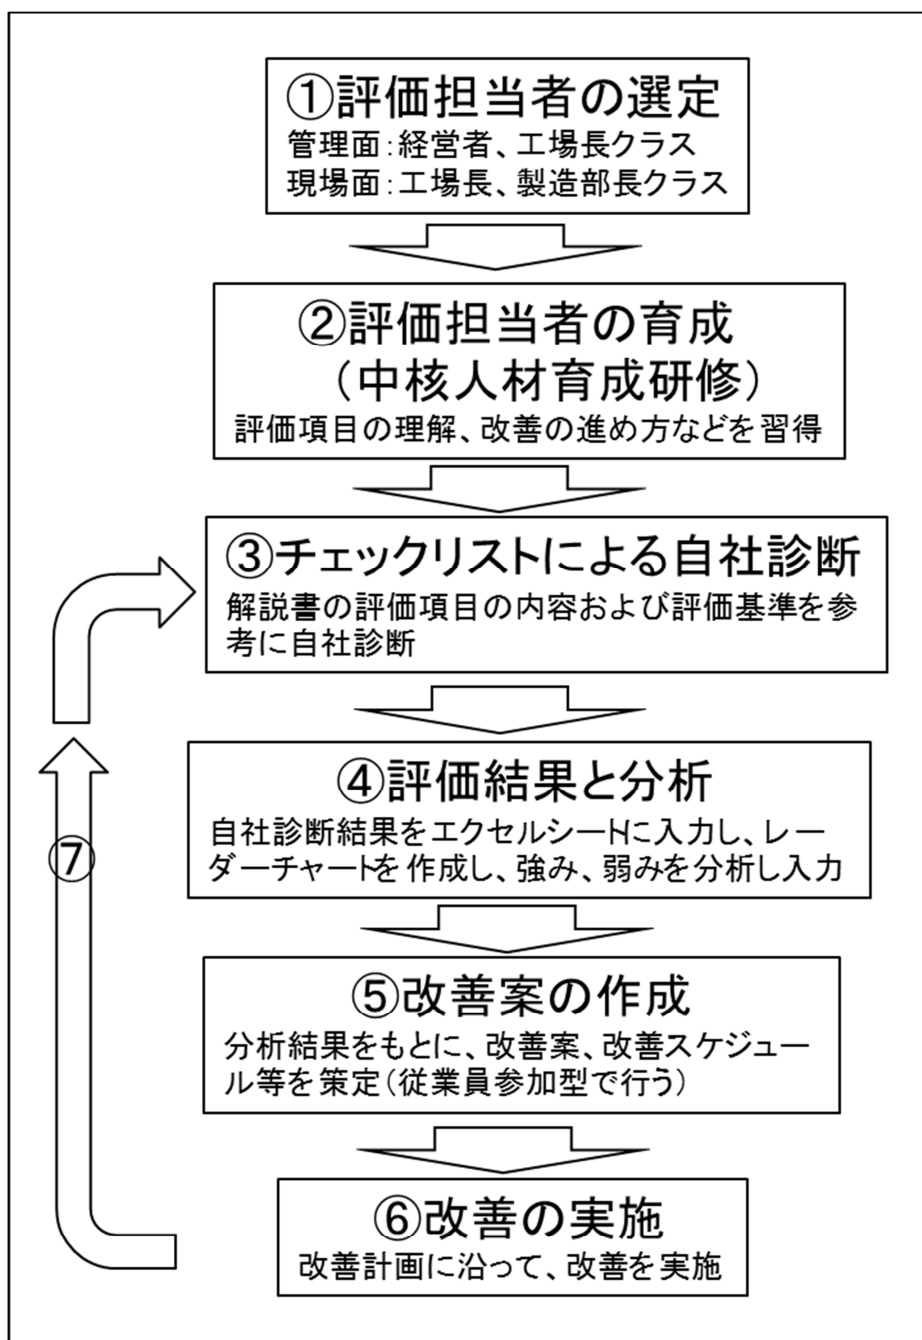 ①評価担当者の選定
管理面：経営者、工場長クラス
現場面：工場長、製造部長クラス
②評価担当者の育成
（中核人材育成研修）
評価項目の理解、改善の進め方などを習得
③チェックリストによる自社診断
解説書の評価項目の内容および評価基準を参
考に自社診断
④評価結果と分析
自社診断結果をエクセルシートに入力し、レー
ダーチャートを作成し、強み、弱みを分析し入力
⑦
⑤改善案の作成
分析結果をもとに、改善案、改善スケジュー
ル等を策定（従業員参加型で行う）
⑥改善の実施
改善計画に沿って、改善を実施